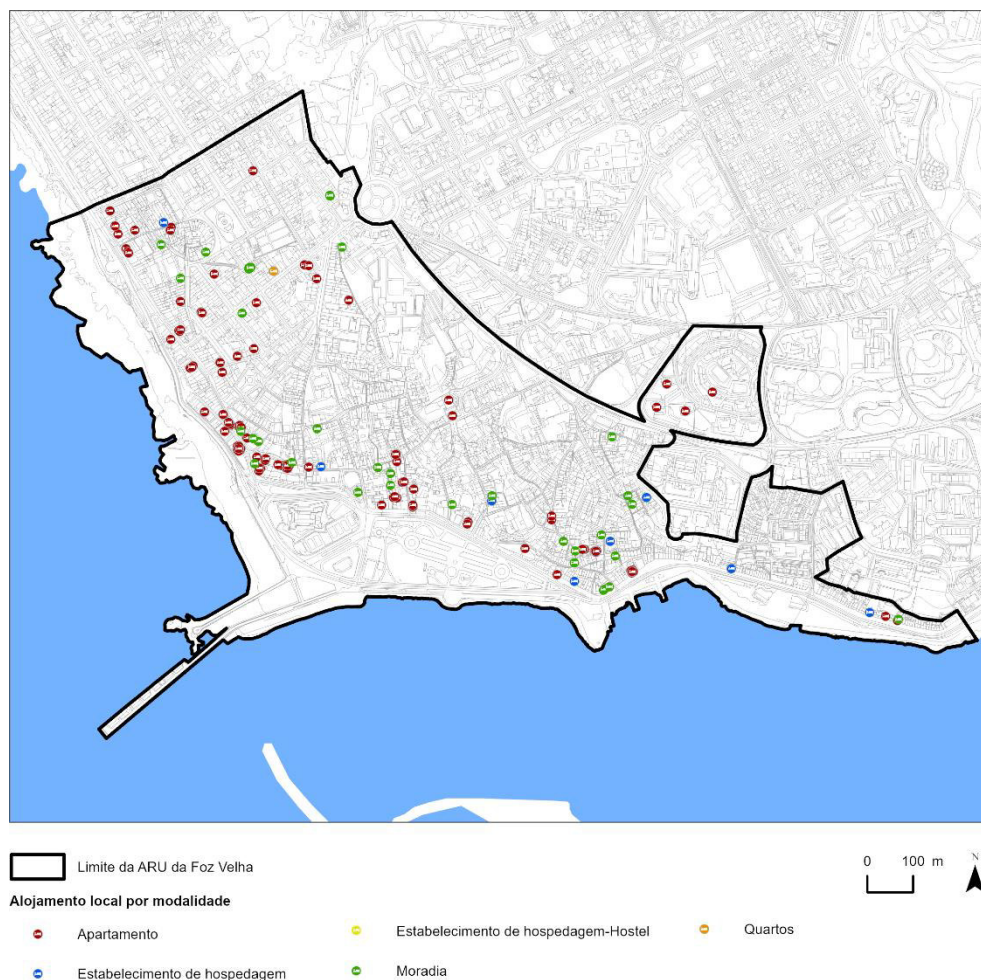 Limite da ARU da Foz Velha
0 100 m
N
Alojamento local por modalidade
Apartamento
Estabelecimento de hospedagem-Hostel
Quartos
Estabelecimento de hospedagem
Moradia